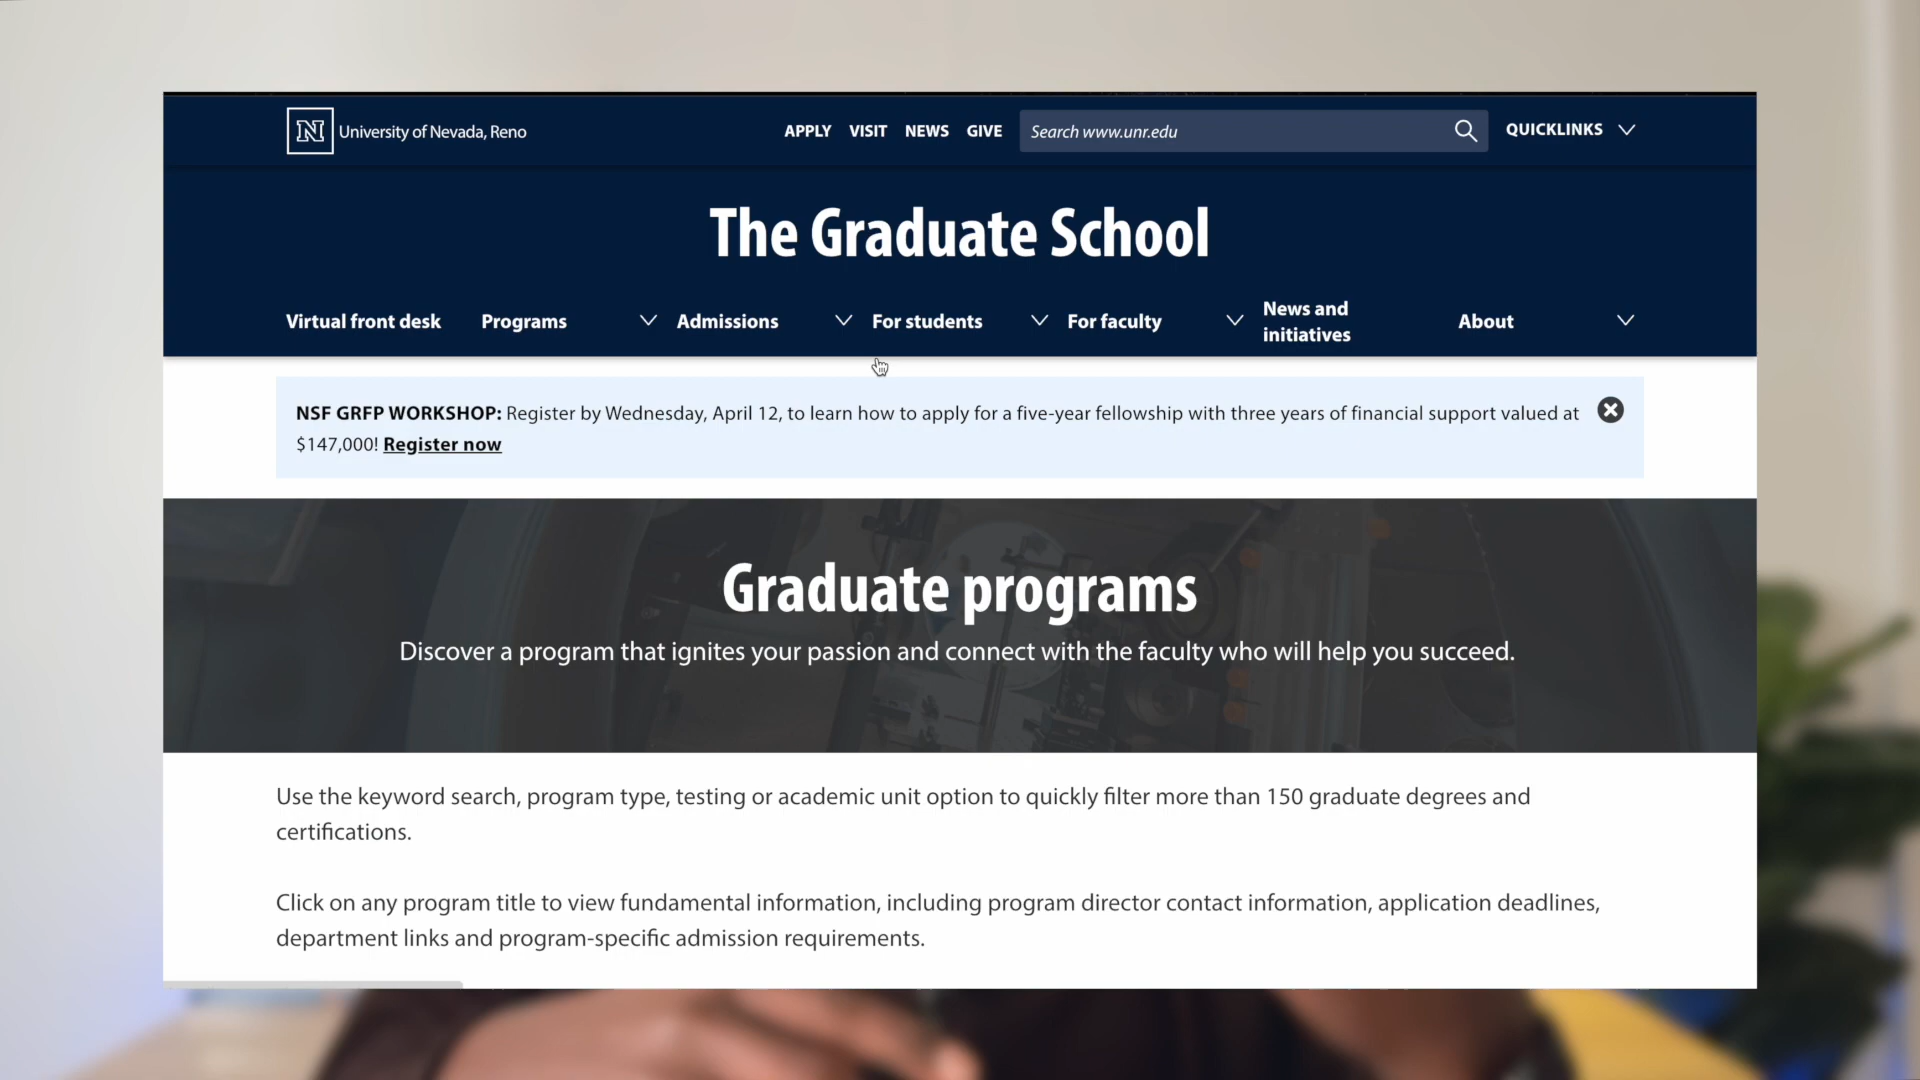 N University of Nevada, Reno
APPLY VISIT NEWS GIVE Search www.unr.edu QUICKLINKS
The Graduate School
Virtual front desk Programs Admissions For students For faculty News and initiatives About
NSF GRFP WORKSHOP: Register by Wednesday, April 12, to learn how to apply for a five-year fellowship with three years of financial support valued at
$147,000! Register now
Graduate programs
Discover a program that ignites your passion and connect with the faculty who will help you succeed.
Use the keyword search, program type, testing or academic unit option to quickly filter more than 150 graduate degrees and
certifications.
Click on any program title to view fundamental information, including program director contact information, application deadlines,
department links and program-specific admission requirements.